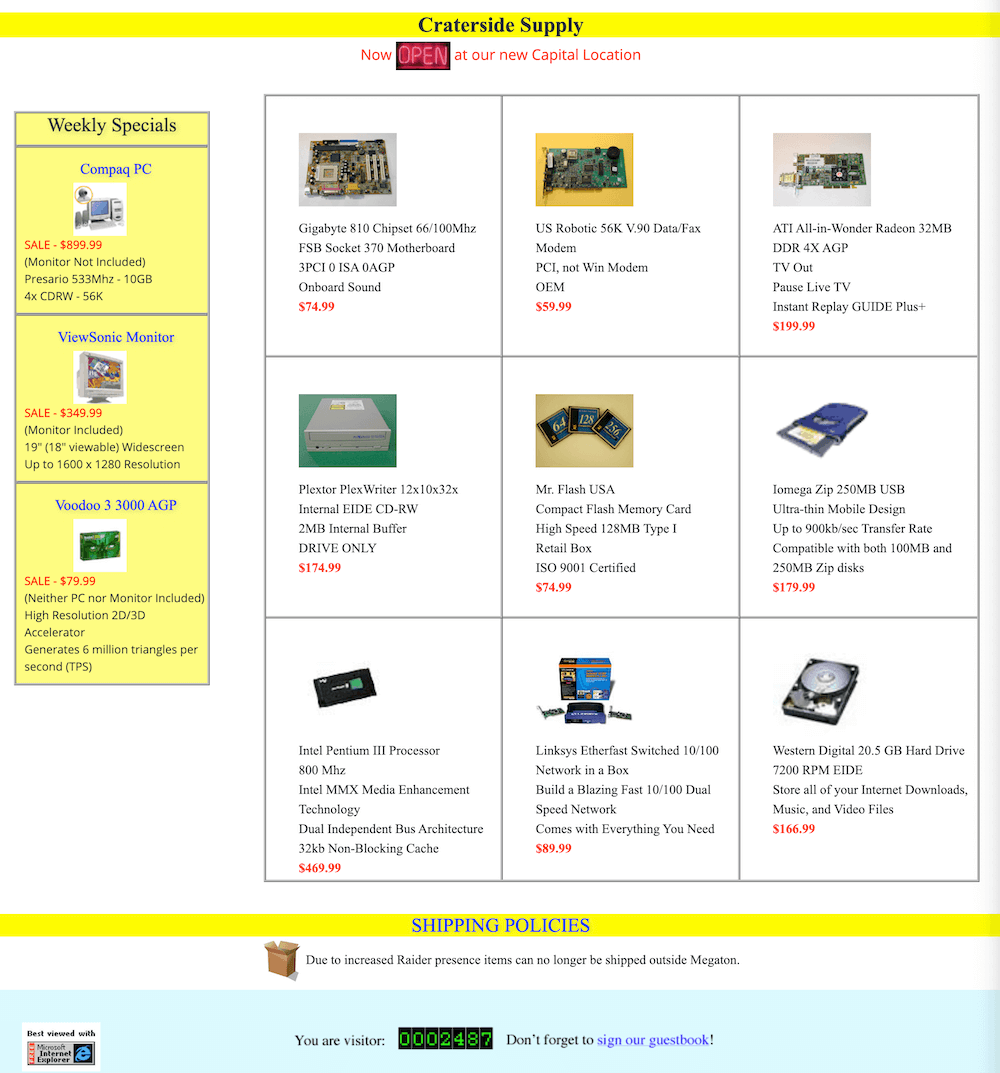 Craterside Supply
Now OPEN at our new Capital Location
Weekly Specials
Compaq PC
SALE - $899.99
(Monitor Not Included)
Presario 533Mhz - 10GB
4x CDRW - 56K
ViewSonic Monitor
SALE - $349.99
(Monitor Included)
19" (18" viewable) Widescreen
Up to 1600 x 1280 Resolution
Voodoo 3 3000 AGP
SALE - $79.99
(Neither PC nor Monitor Included)
High Resolution 2D/3D
Accelerator
Generates 6 million triangles per
second (TPS)
Gigabyte 810 Chipset 66/100Mhz
FSB Socket 370 Motherboard
3PCI 0 ISA 0AGP
Onboard Sound
$74.99
US Robotic 56K V.90 Data/Fax
Modem
PCI, not Win Modem
OEM
$59.99
ATI All-in-Wonder Radeon 32MB
DDR 4X AGP
TV Out
Pause Live TV
Instant Replay GUIDE Plus+
$199.99
Plextor PlexWriter 12x10x32x
Internal EIDE CD-RW
2MB Internal Buffer
DRIVE ONLY
$174.99
64
128
256
Mr. Flash USA
Compact Flash Memory Card
High Speed 128MB Type I
Retail Box
ISO 9001 Certified
$74.99
Iomega Zip 250MB USB
Ultra-thin Mobile Design
Up to 900kb/sec Transfer Rate
Compatible with both 100MB and
250MB Zip disks
$179.99
Intel Pentium III Processor
800 Mhz
Intel MMX Media Enhancement
Technology
Dual Independent Bus Architecture
32kb Non-Blocking Cache
$469.99
Linksys Etherfast Switched 10/100
Network in a Box
Build a Blazing Fast 10/100 Dual
Speed Network
Comes with Everything You Need
$89.99
Western Digital 20.5 GB Hard Drive
7200 RPM EIDE
Store all of your Internet Downloads,
Music, and Video Files
$166.99
SHIPPING POLICIES
Due to increased Raider presence items can no longer be shipped outside Megaton.
Best viewed with
FREE
Microsoft
Internet
Explorer
You are visitor: 0002487 Don't forget to sign our guestbook!